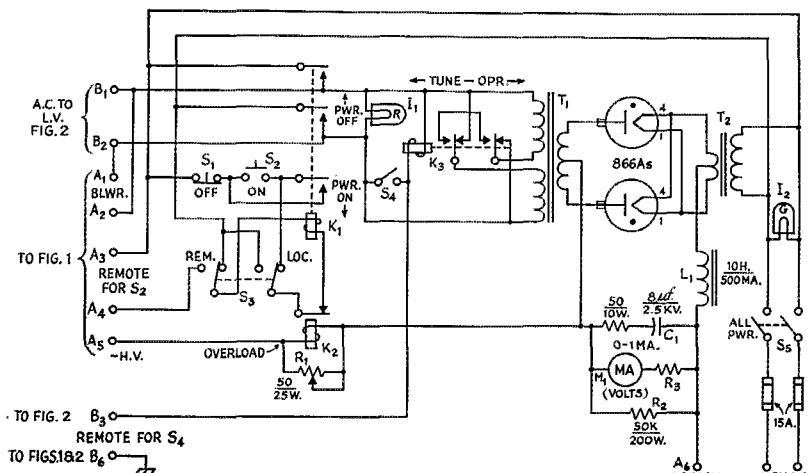 A.C. TO
L.V.
FIG. 2
B1
B2
A1
BLWR.
A2
TO FIG. 1
A3
REMOTE
FOR S2
A4
A5
~H.V.
S1
OFF
S2
ON
PWR.
OFF
I1
R
PWR.
ON
K1
REM.
LOC.
S3
OVERLOAD
K2
R1
50
25W.
TUNE - OPR.
K3
S4
T1
4
1
866As
4
1
T2
I2
G
L1
10H.
500MA.
50
10W.
8µf.
2.5KV.
C1
0-1MA.
MA
M1
(VOLTS)
R3
R2
50K
200W.
ALL
PWR.
S5
15A.
A6
TO FIG. 2 B3
REMOTE FOR S4
TO FIGS. 1&2 B6